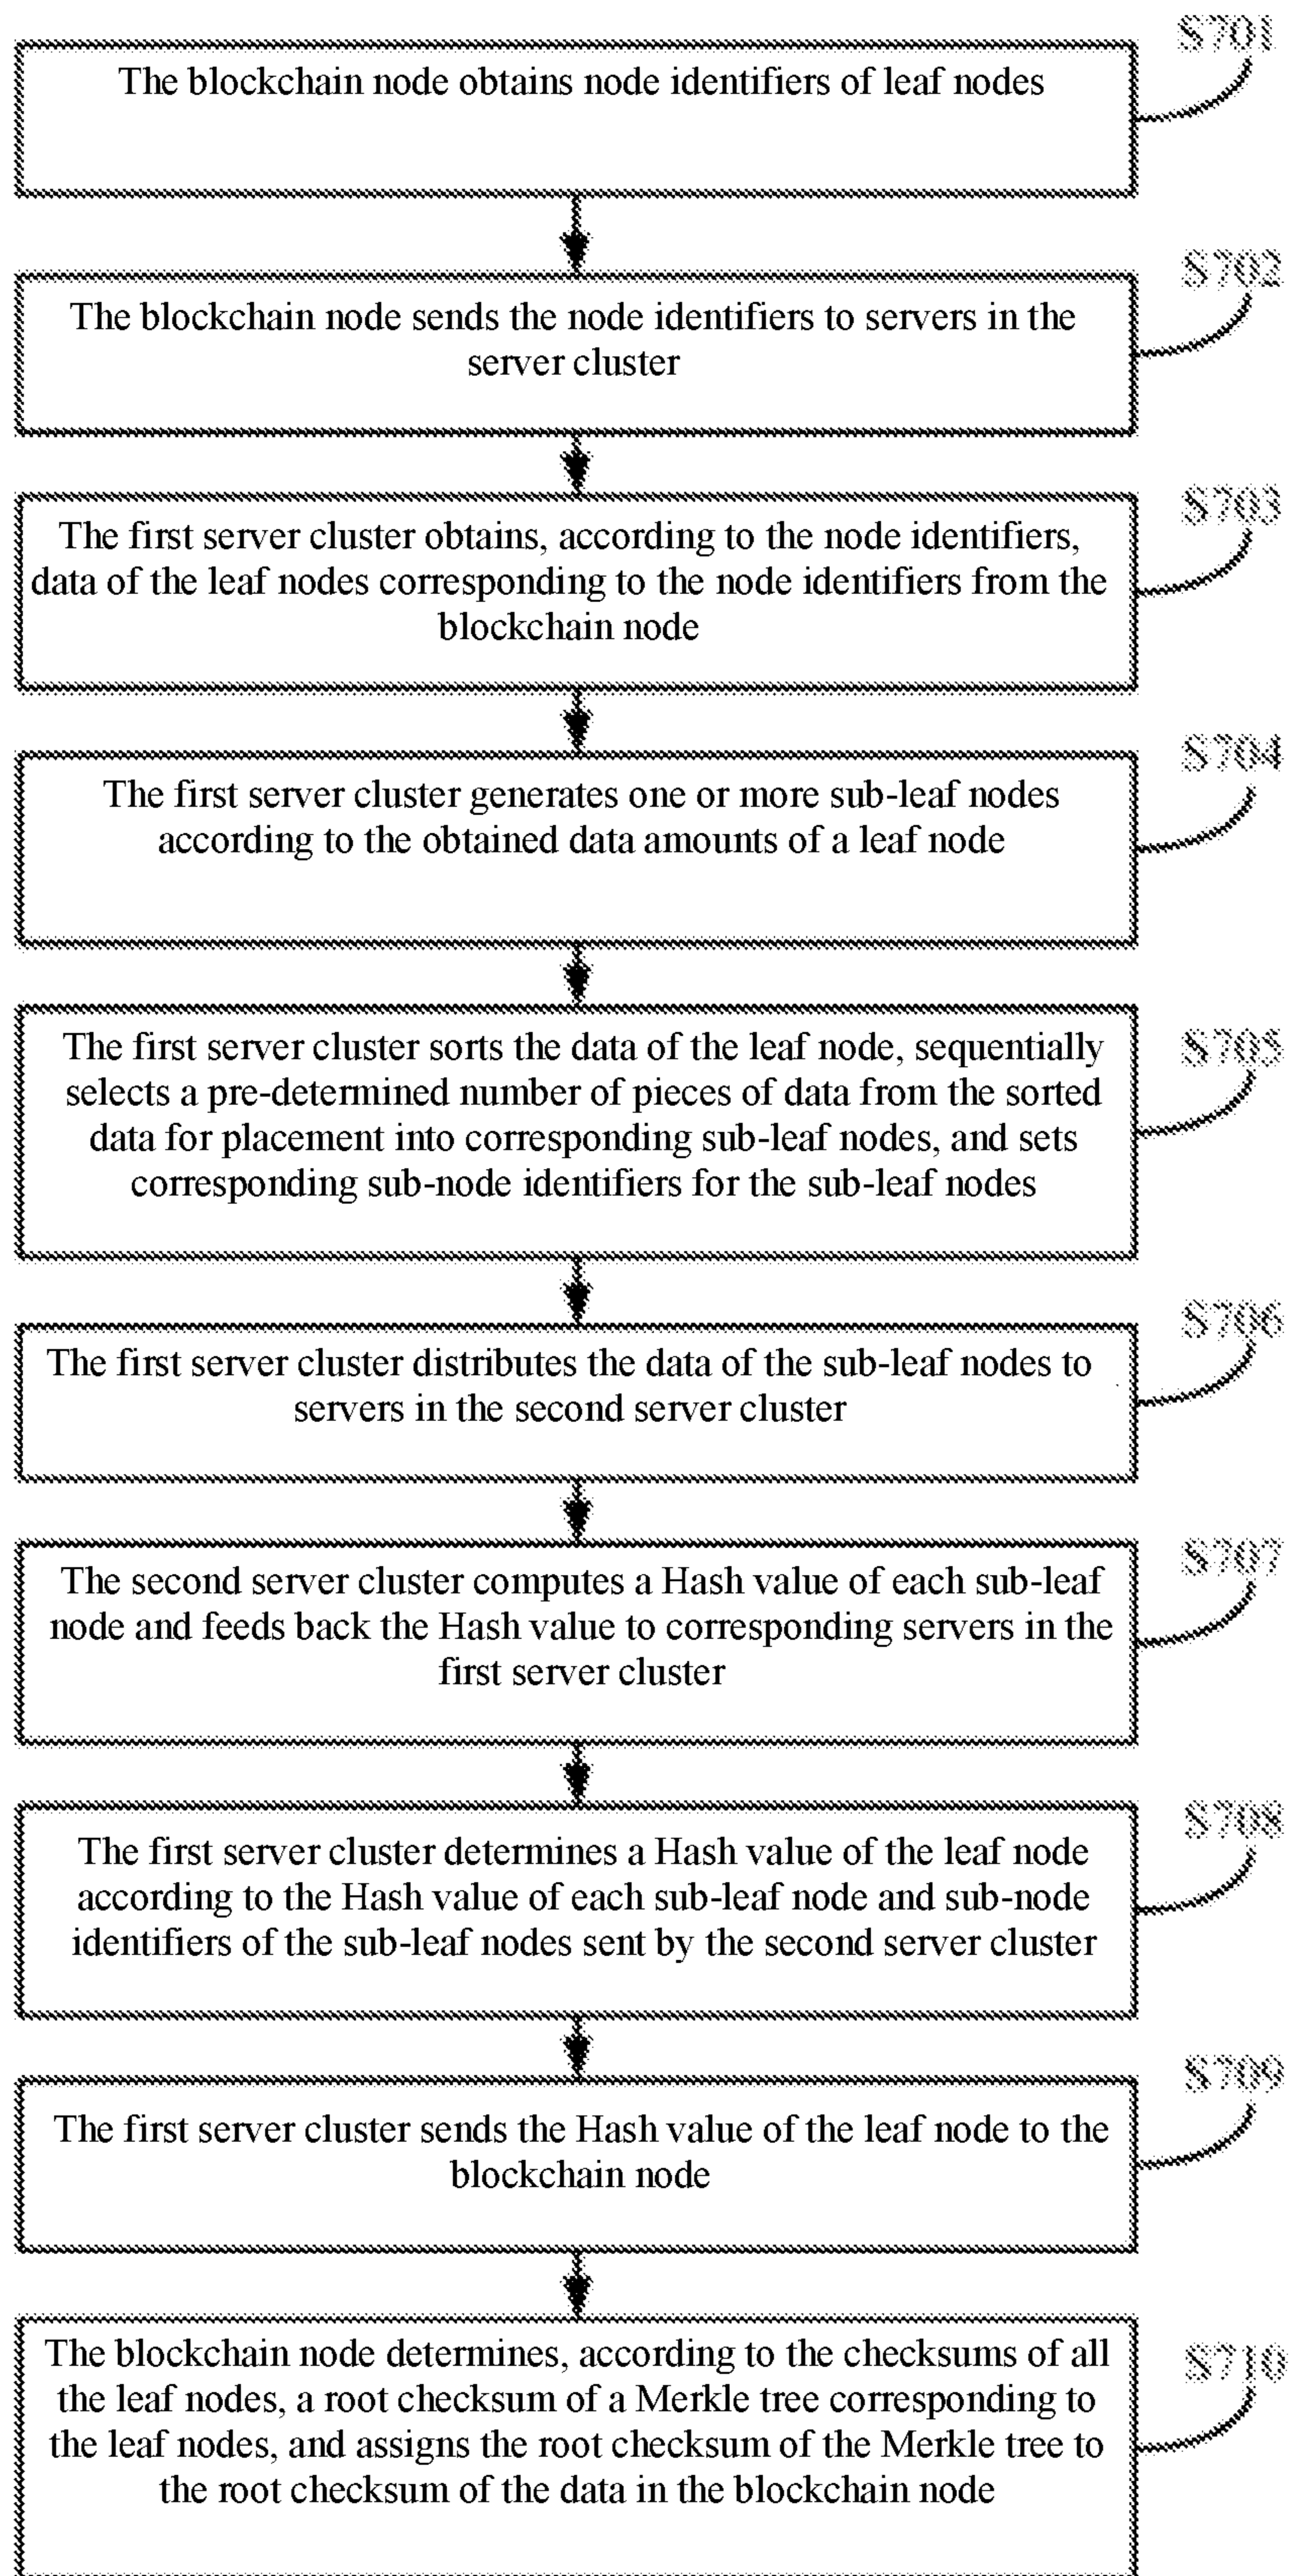 S701
The blockchain node obtains node identifiers of leaf nodes
S702
The blockchain node sends the node identifiers to servers in the
server cluster
S703
The first server cluster obtains, according to the node identifiers,
data of the leaf nodes corresponding to the node identifiers from the
blockchain node
S704
The first server cluster generates one or more sub-leaf nodes
according to the obtained data amounts of a leaf node
S705
The first server cluster sorts the data of the leaf node, sequentially
selects a pre-determined number of pieces of data from the sorted
data for placement into corresponding sub-leaf nodes, and sets
corresponding sub-node identifiers for the sub-leaf nodes
S706
The first server cluster distributes the data of the sub-leaf nodes to
servers in the second server cluster
S707
The second server cluster computes a Hash value of each sub-leaf
node and feeds back the Hash value to corresponding servers in the
first server cluster
S708
The first server cluster determines a Hash value of the leaf node
according to the Hash value of each sub-leaf node and sub-node
identifiers of the sub-leaf nodes sent by the second server cluster
S709
The first server cluster sends the Hash value of the leaf node to the
blockchain node
S710
The blockchain node determines, according to the checksums of all
the leaf nodes, a root checksum of a Merkle tree corresponding to
the leaf nodes, and assigns the root checksum of the Merkle tree to
the root checksum of the data in the blockchain node